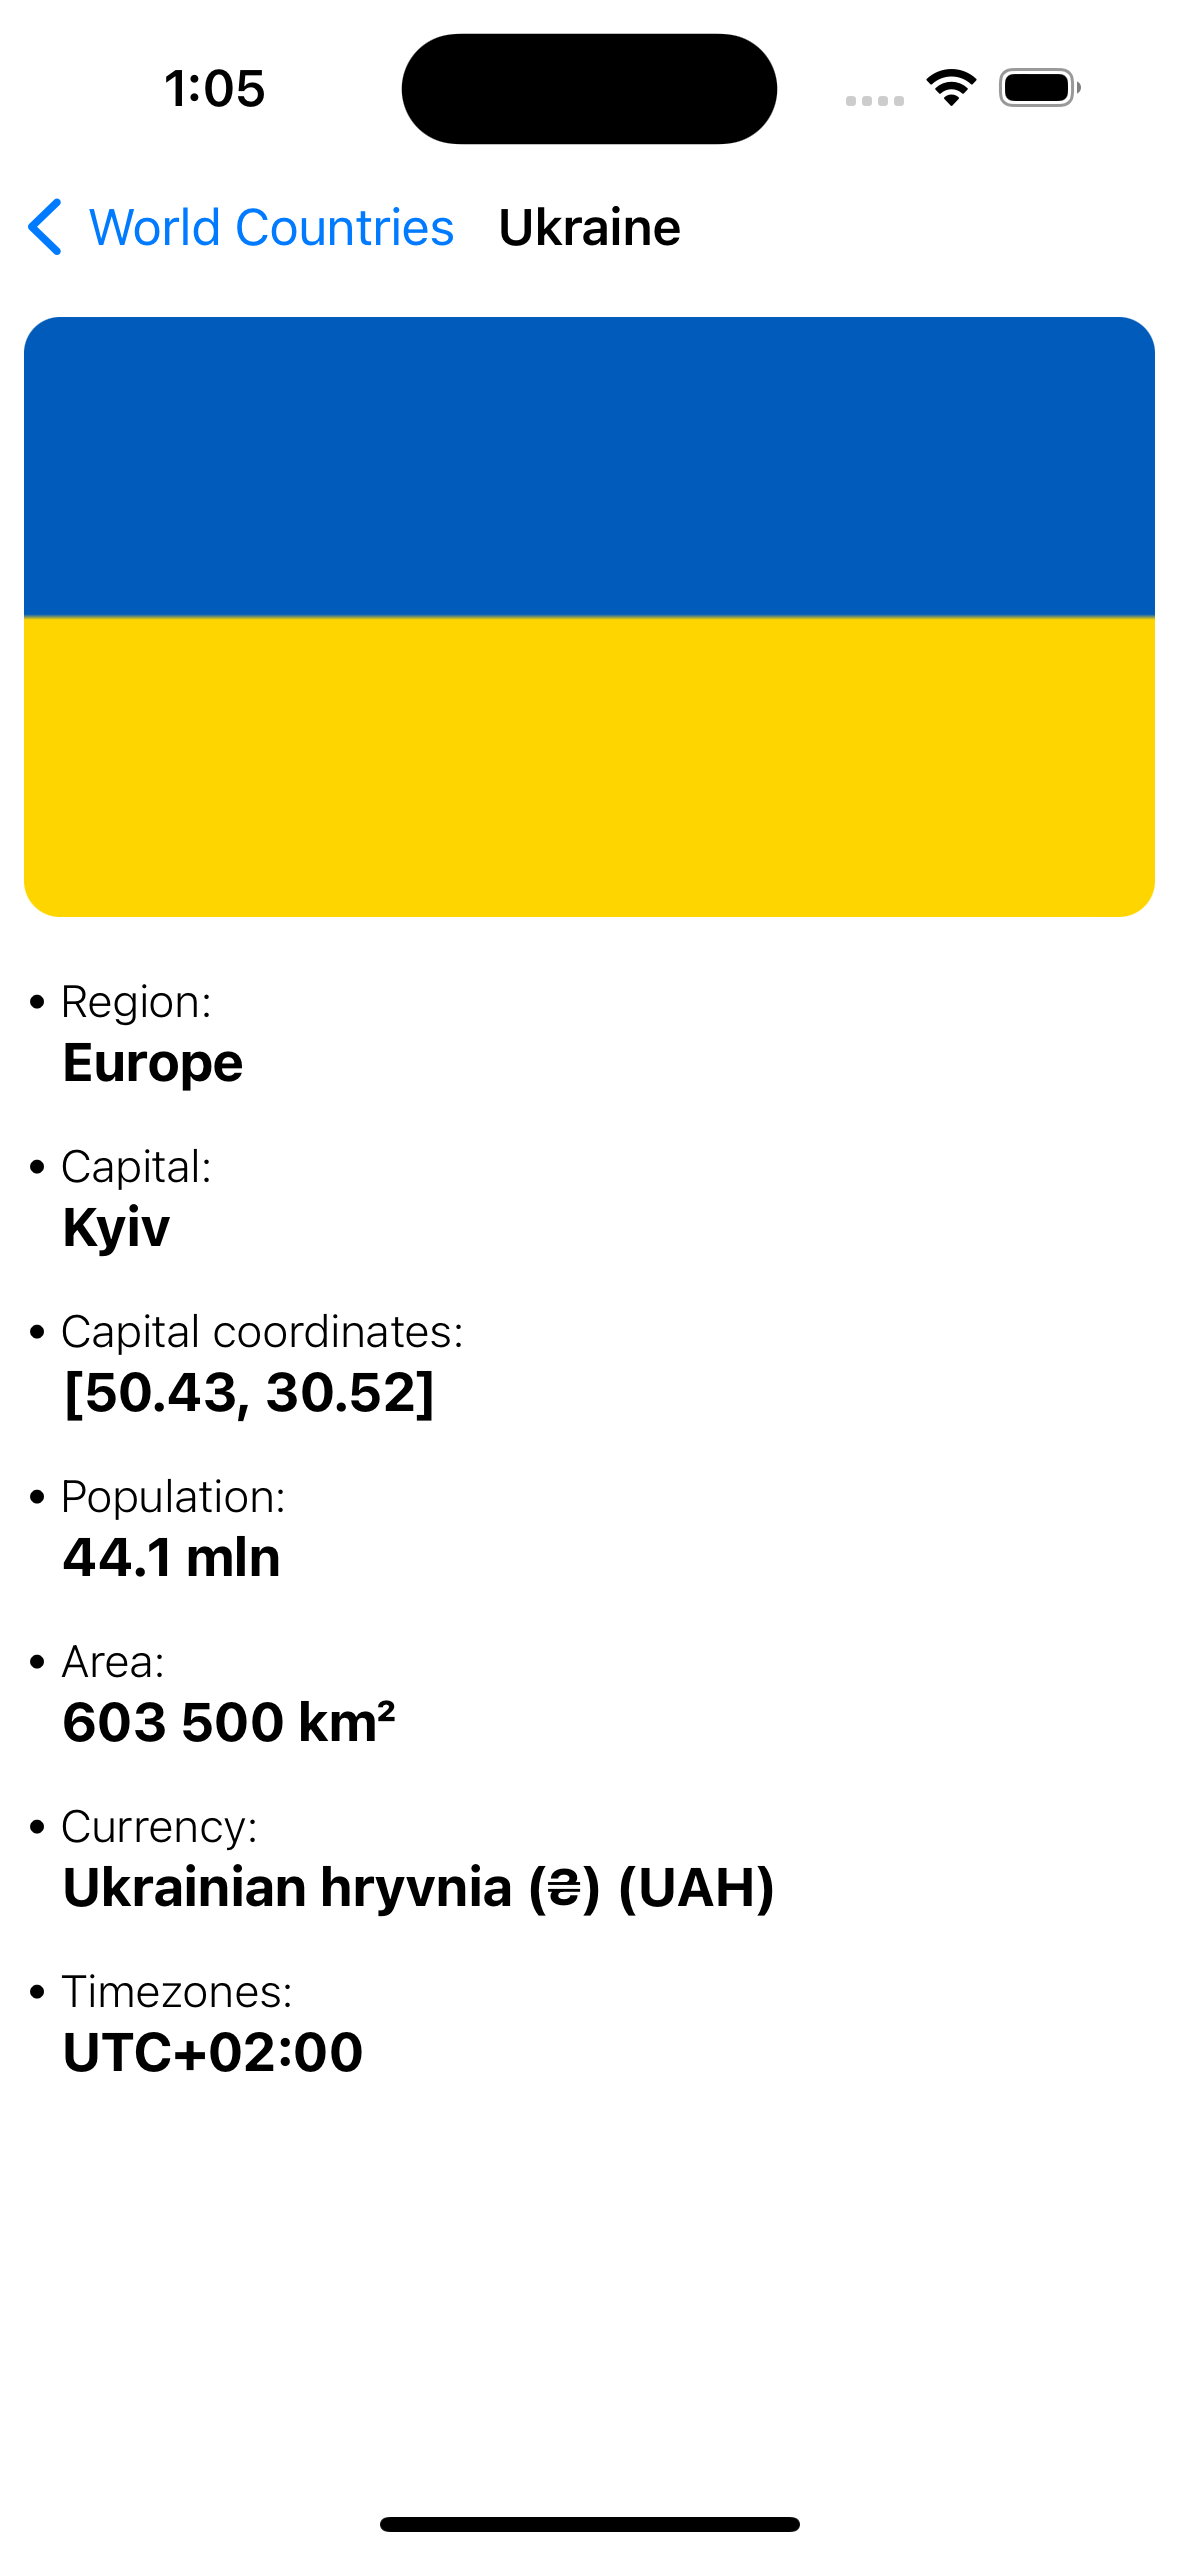 1:05
World Countries Ukraine
• Region:
Europe
• Capital:
Kyiv
• Capital coordinates:
[50.43, 30.52]
• Population:
44.1 mln
• Area:
603 500 km²
• Currency:
Ukrainian hryvnia (₴) (UAH)
• Timezones:
UTC+02:00